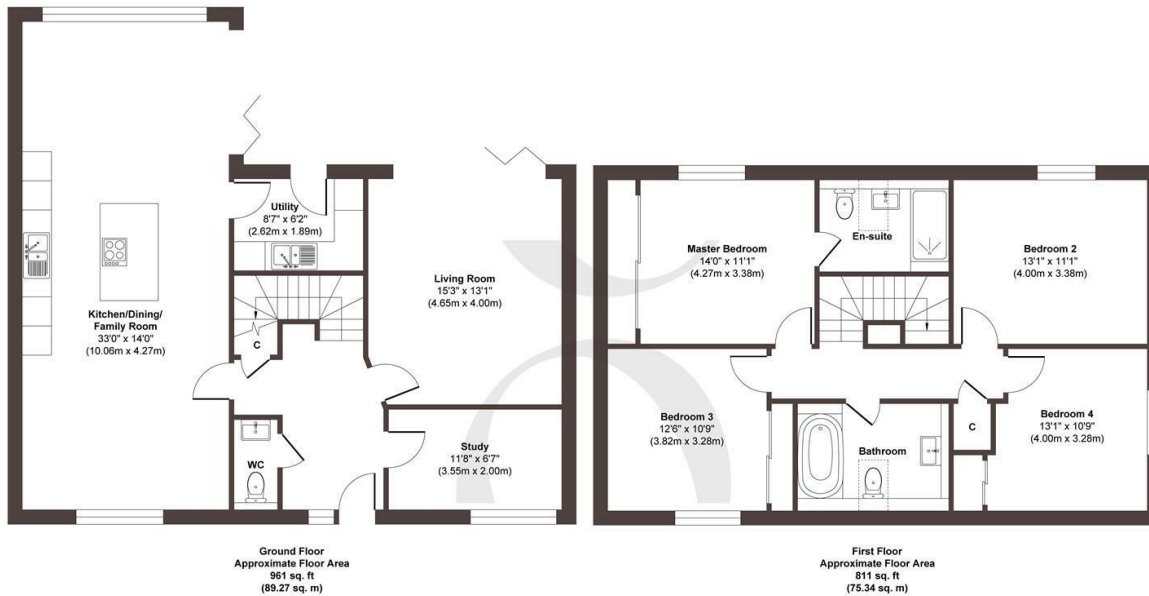 Utility
8'7" x 6'2"
(2.62m x 1.89m)
Kitchen/Dining/
Family Room
33'0" x 14'0"
(10.06m x 4.27m)
Living Room
15'3" x 13'1"
(4.65m x 4.00m)
C
WC
Study
11'8" x 6'7"
(3.55m x 2.00m)
Ground Floor
Approximate Floor Area
961 sq. ft
(89.27 sq. m)
Master Bedroom
14'0" x 11'1"
(4.27m x 3.38m)
En-suite
Bedroom 2
13'1" x 11'1"
(4.00m x 3.38m)
Bedroom 3
12'6" x 10'9"
(3.82m x 3.28m)
Bathroom
C
Bedroom 4
13'1" x 10'9"
(4.00m x 3.28m)
First Floor
Approximate Floor Area
811 sq. ft
(75.34 sq. m)